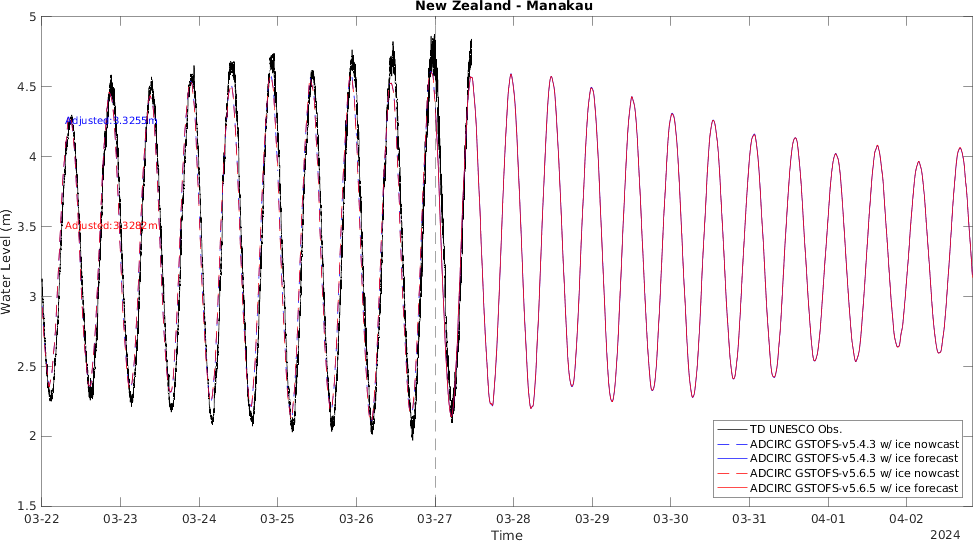 New Zealand - Manakau
5
4.5
4
3.5
3
2.5
2
1.5
Water Level (m)
Adjusted:3.3255m
Adjusted:3.3282m
TD UNESCO Obs.
ADCIRC GSTOFS-v5.4.3 w/ ice nowcast
ADCIRC GSTOFS-v5.4.3 w/ ice forecast
ADCIRC GSTOFS-v5.6.5 w/ ice nowcast
ADCIRC GSTOFS-v5.6.5 w/ ice forecast
03-22 03-23 03-24 03-25 03-26 03-27 03-28 03-29 03-30 03-31 04-01 04-02
Time
2024